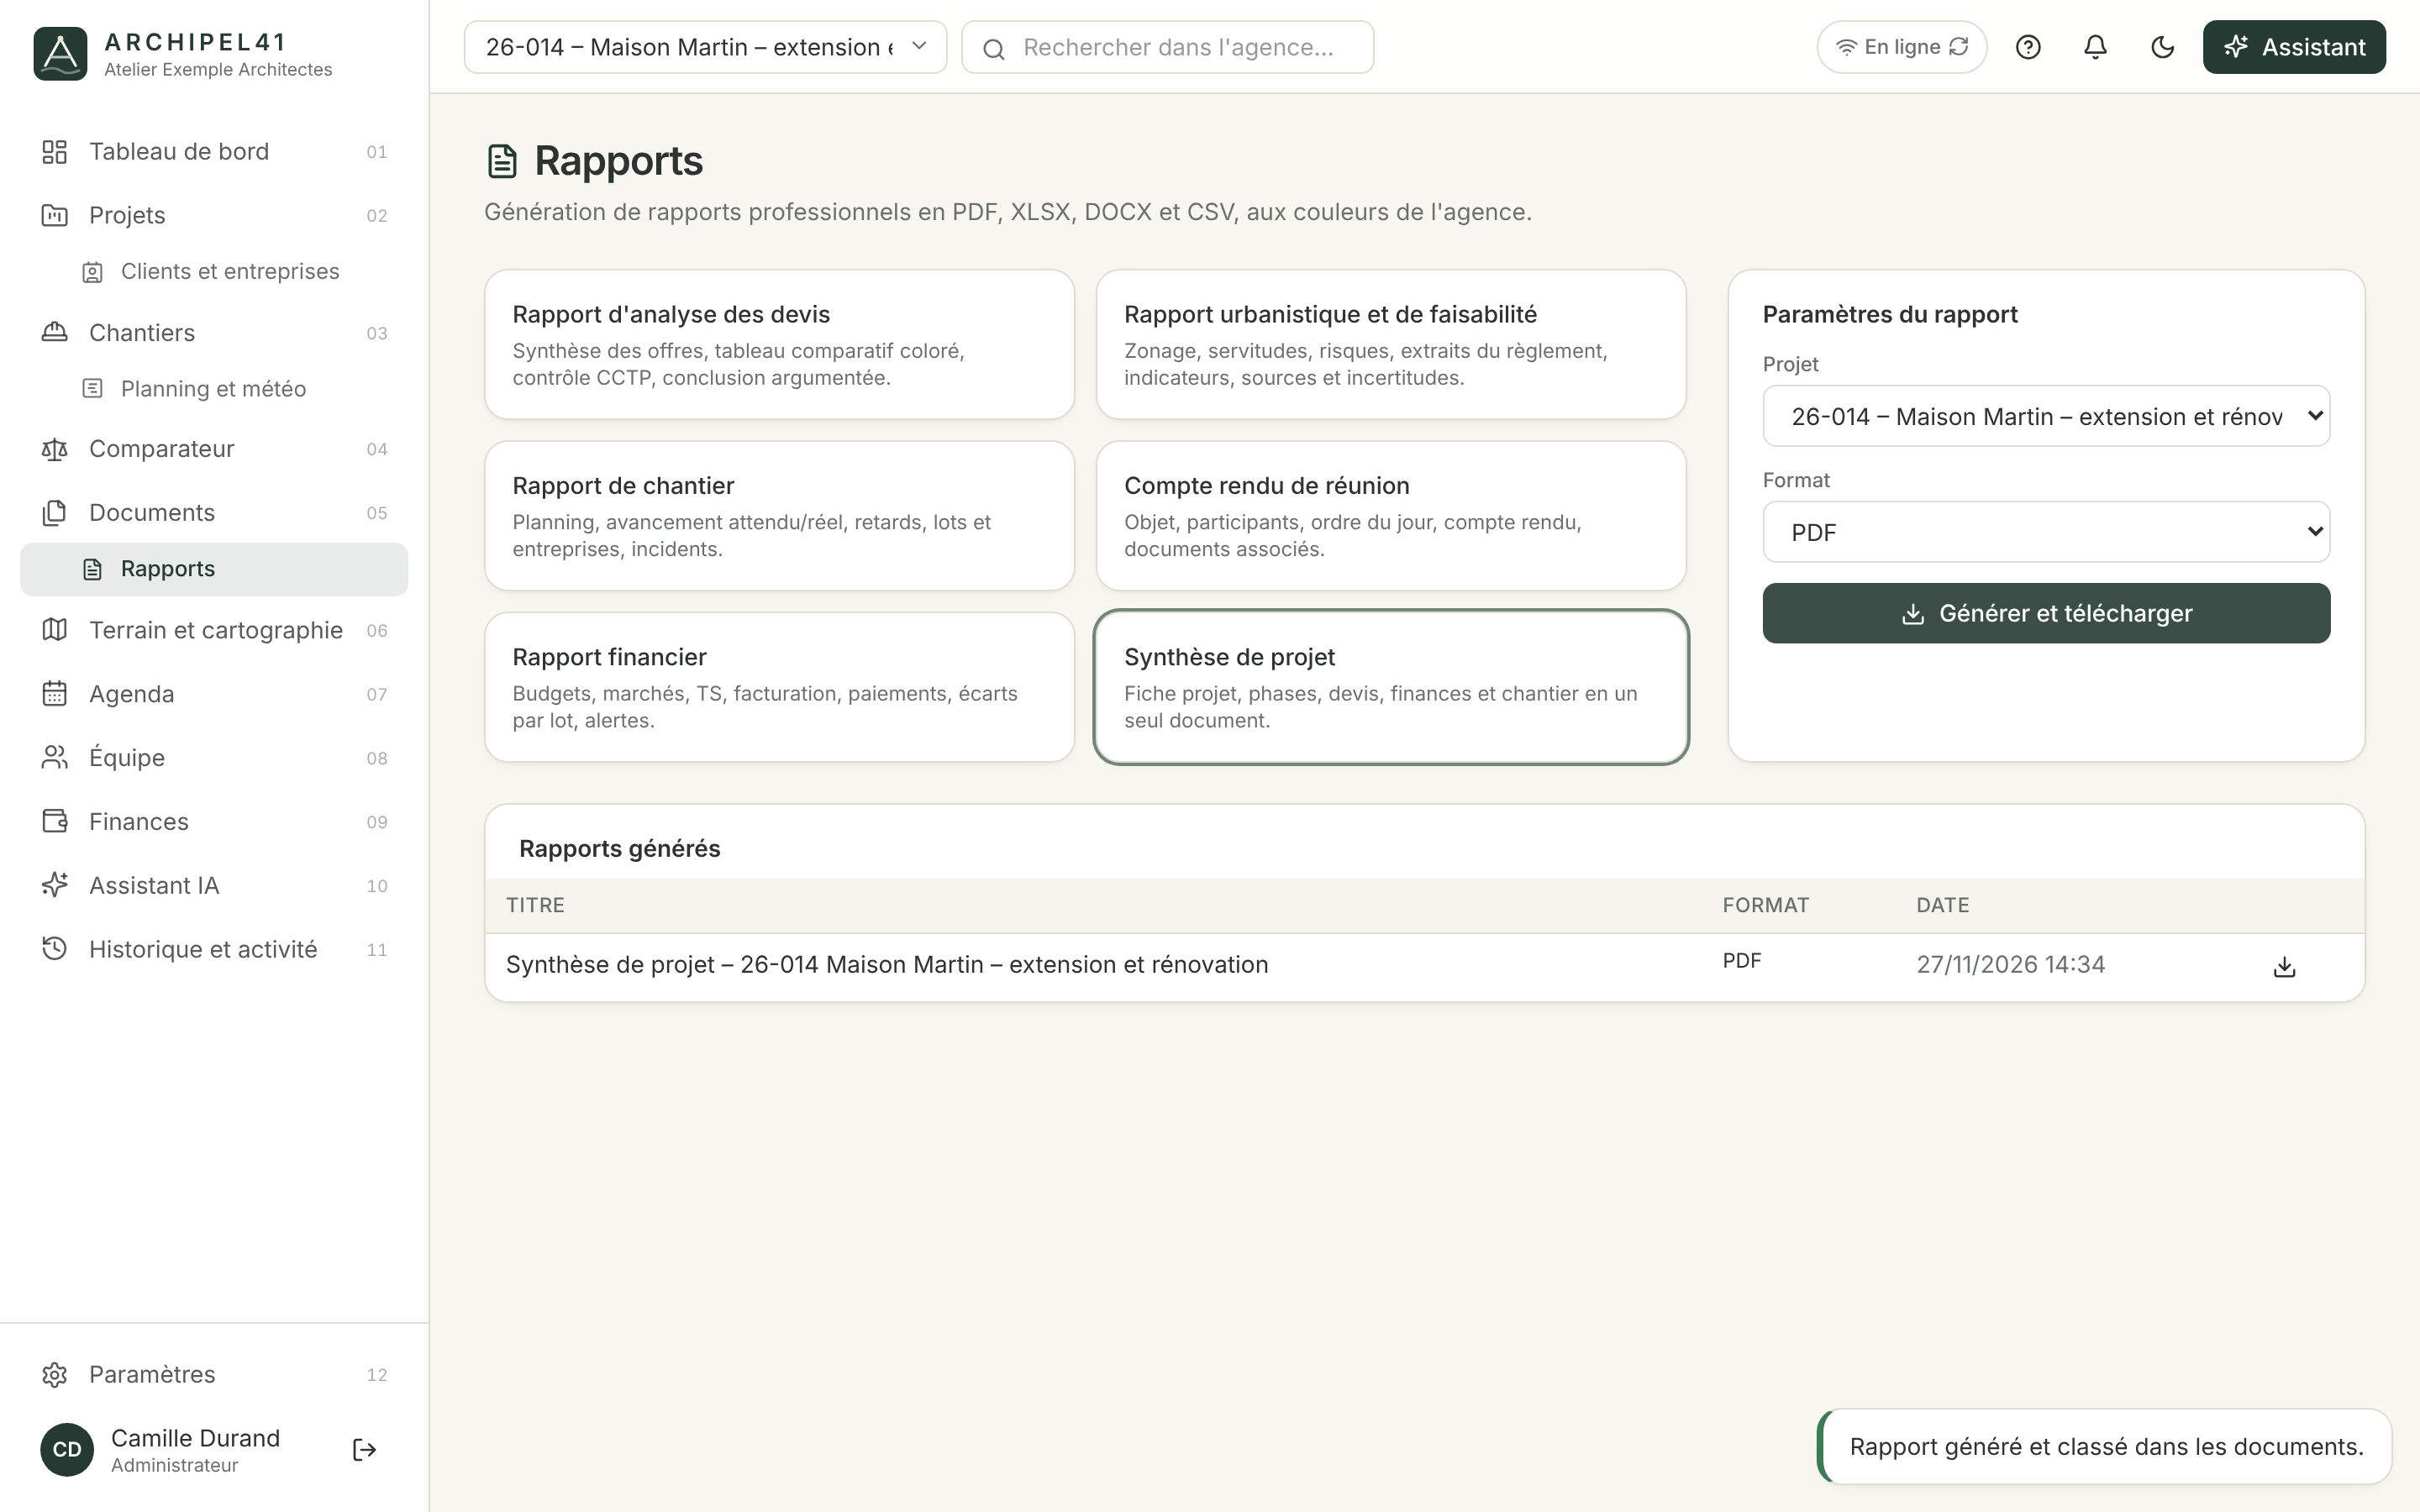 ARCHIPEL41
Atelier Exemple Architectes
Tableau de bord 01
Projets 02
Clients et entreprises
Chantiers 03
Planning et météo
Comparateur 04
Documents 05
Rapports
Terrain et cartographie 06
Agenda 07
Équipe 08
Finances 09
Assistant IA 10
Historique et activité 11
Paramètres 12
CD
Camille Durand
Administrateur
26-014 – Maison Martin – extension
Rechercher dans l'agence...
En ligne
Assistant
Rapports
Génération de rapports professionnels en PDF, XLSX, DOCX et CSV, aux couleurs de l'agence.
Rapport d'analyse des devis
Synthèse des offres, tableau comparatif coloré,
contrôle CCTP, conclusion argumentée.
Rapport urbanistique et de faisabilité
Zonage, servitudes, risques, extraits du règlement,
indicateurs, sources et incertitudes.
Rapport de chantier
Planning, avancement attendu/réel, retards, lots et
entreprises, incidents.
Compte rendu de réunion
Objet, participants, ordre du jour, compte rendu,
documents associés.
Rapport financier
Budgets, marchés, TS, facturation, paiements, écarts
par lot, alertes.
Synthèse de projet
Fiche projet, phases, devis, finances et chantier en un
seul document.
Paramètres du rapport
Projet
26-014 – Maison Martin – extension et rénov
Format
PDF
Générer et télécharger
Rapports générés
TITRE FORMAT DATE
Synthèse de projet – 26-014 Maison Martin – extension et rénovation PDF 27/11/2026 14:34
Rapport généré et classé dans les documents.